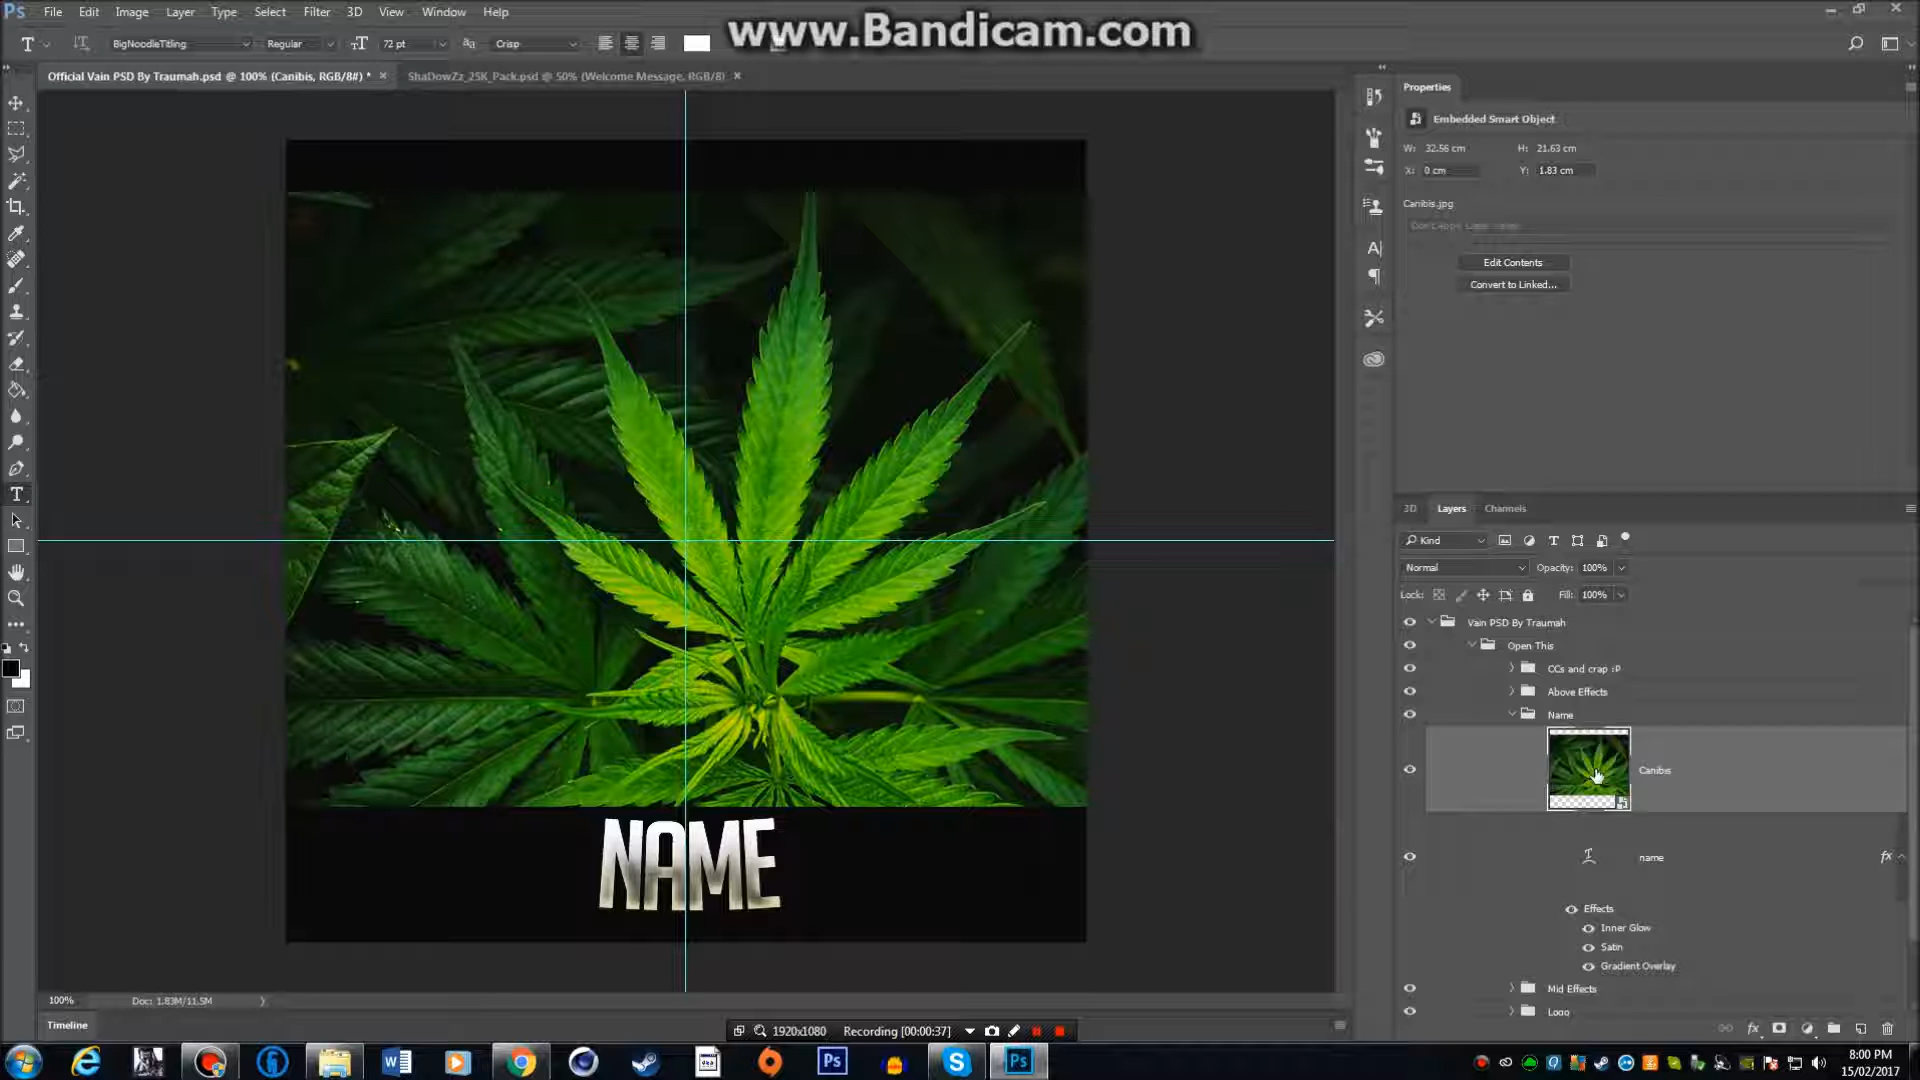 Ps File Edit Image Layer Type Select Filter 3D View Window Help
www.Bandicam.com
BigNoodleTitling Regular 72 pt Crisp
Official Vain PSD By Traumah.psd @ 100% (Canibis, RGB/8#) * × ShaDowZz_25K_Pack.psd @ 50% (Welcome Message, RGB/8) ×
Properties
Embedded Smart Object
W: 32.56 cm H: 21.63 cm
X: 0 cm Y: 1.83 cm
Canibis.jpg
Edit Contents
Convert to Linked...
3D Layers Channels
Kind
Normal Opacity: 100%
Lock: Fill: 100%
Vain PSD By Traumah
Open This
CCs and crap :P
Above Effects
Name
Canibis
NAME
name fx
Effects
Inner Glow
Satin
Gradient Overlay
Mid Effects
Logo
100% Doc: 1.83M/11.5M
Timeline
1920x1080 Recording [00:00:37]
8:00 PM
15/02/2017